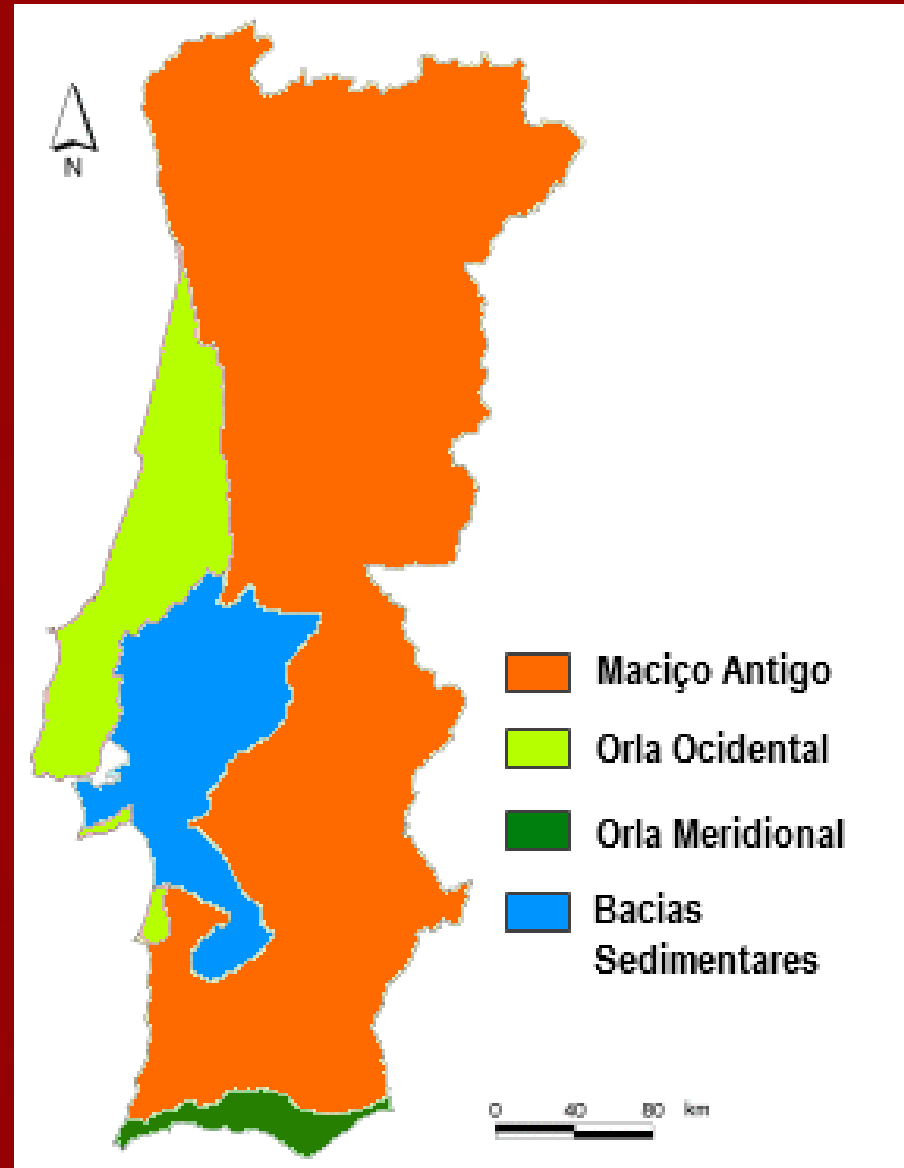 N
Maciço Antigo
Orla Ocidental
Orla Meridional
Bacias
Sedimentares
0 40 80 km